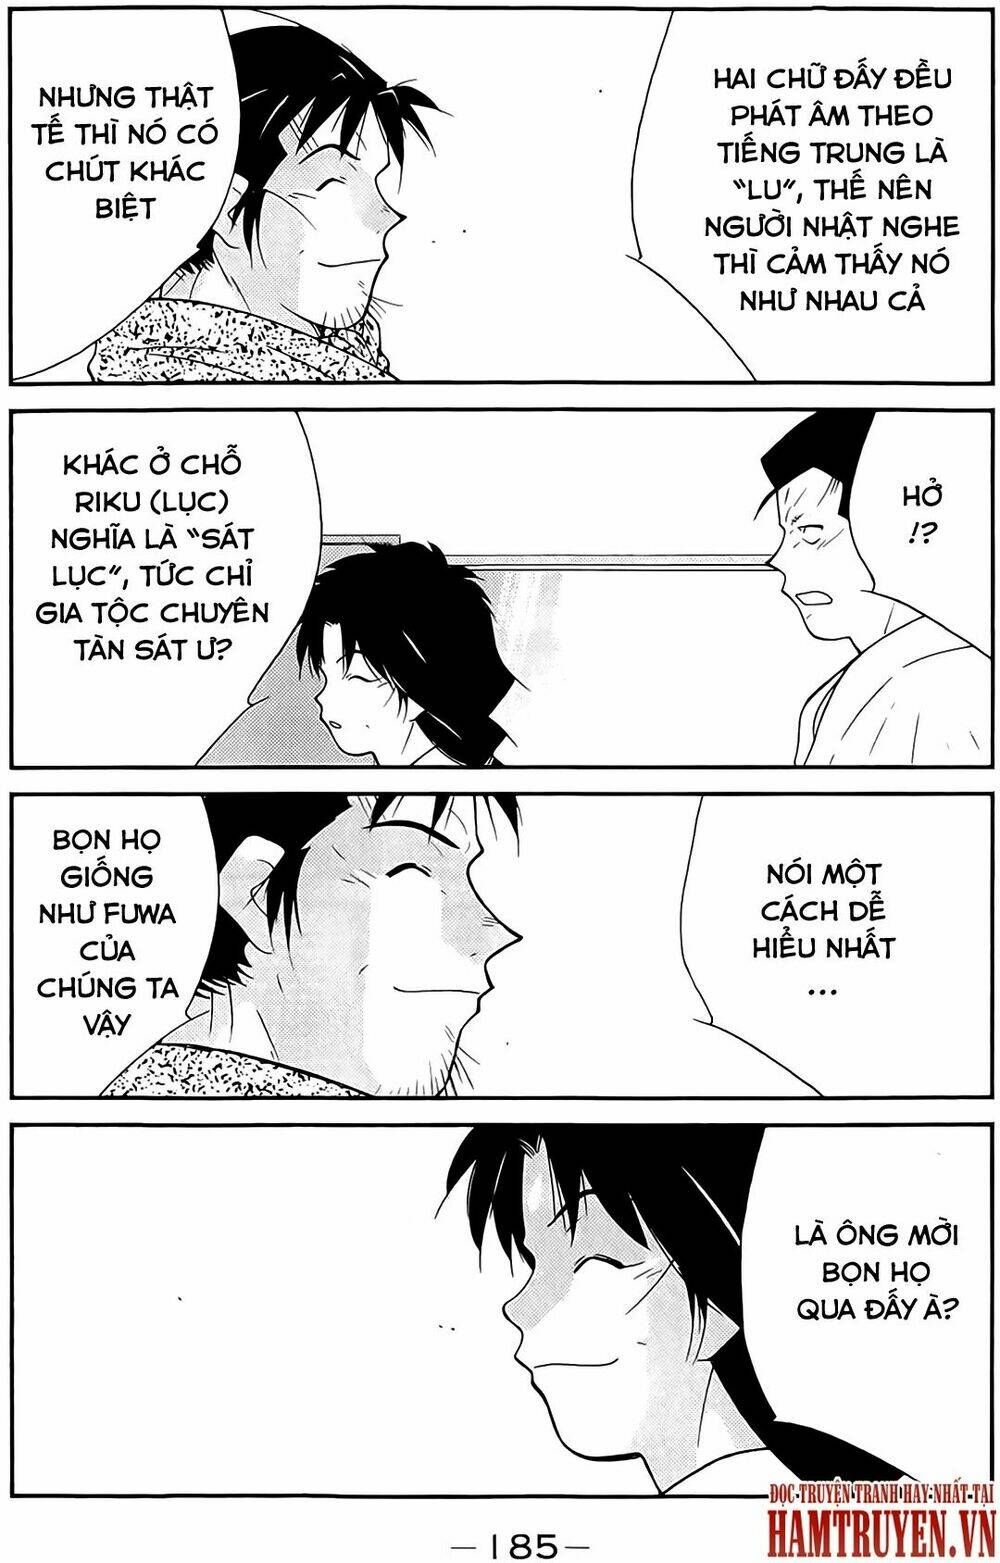 HAI CHỮ ĐẤY ĐỀU
PHÁT ÂM THEO
TIẾNG TRUNG LÀ
“LU”, THẾ NÊN
NGƯỜI NHẬT NGHE
THÌ CẢM THẤY NÓ
NHƯ NHAU CẢ
NHƯNG THẬT
TẾ THÌ NÓ CÓ
CHÚT KHÁC
BIỆT
HỞ
!?
KHÁC Ở CHỖ
RIKU (LỤC)
NGHĨA LÀ “SÁT
LỤC”, TỨC CHỈ
GIA TỘC CHUYÊN
TÀN SÁT Ư?
NÓI MỘT
CÁCH DỄ
HIỂU NHẤT
...
BỌN HỌ
GIỐNG
NHƯ FUWA
CỦA
CHÚNG TA
VẬY
LÀ ÔNG MỜI
BỌN HỌ
QUA ĐẤY À?
ĐỌC TRUYỆN TRANH HAY NHẤT TẠI
HAMTRUYEN.VN
— 185 —